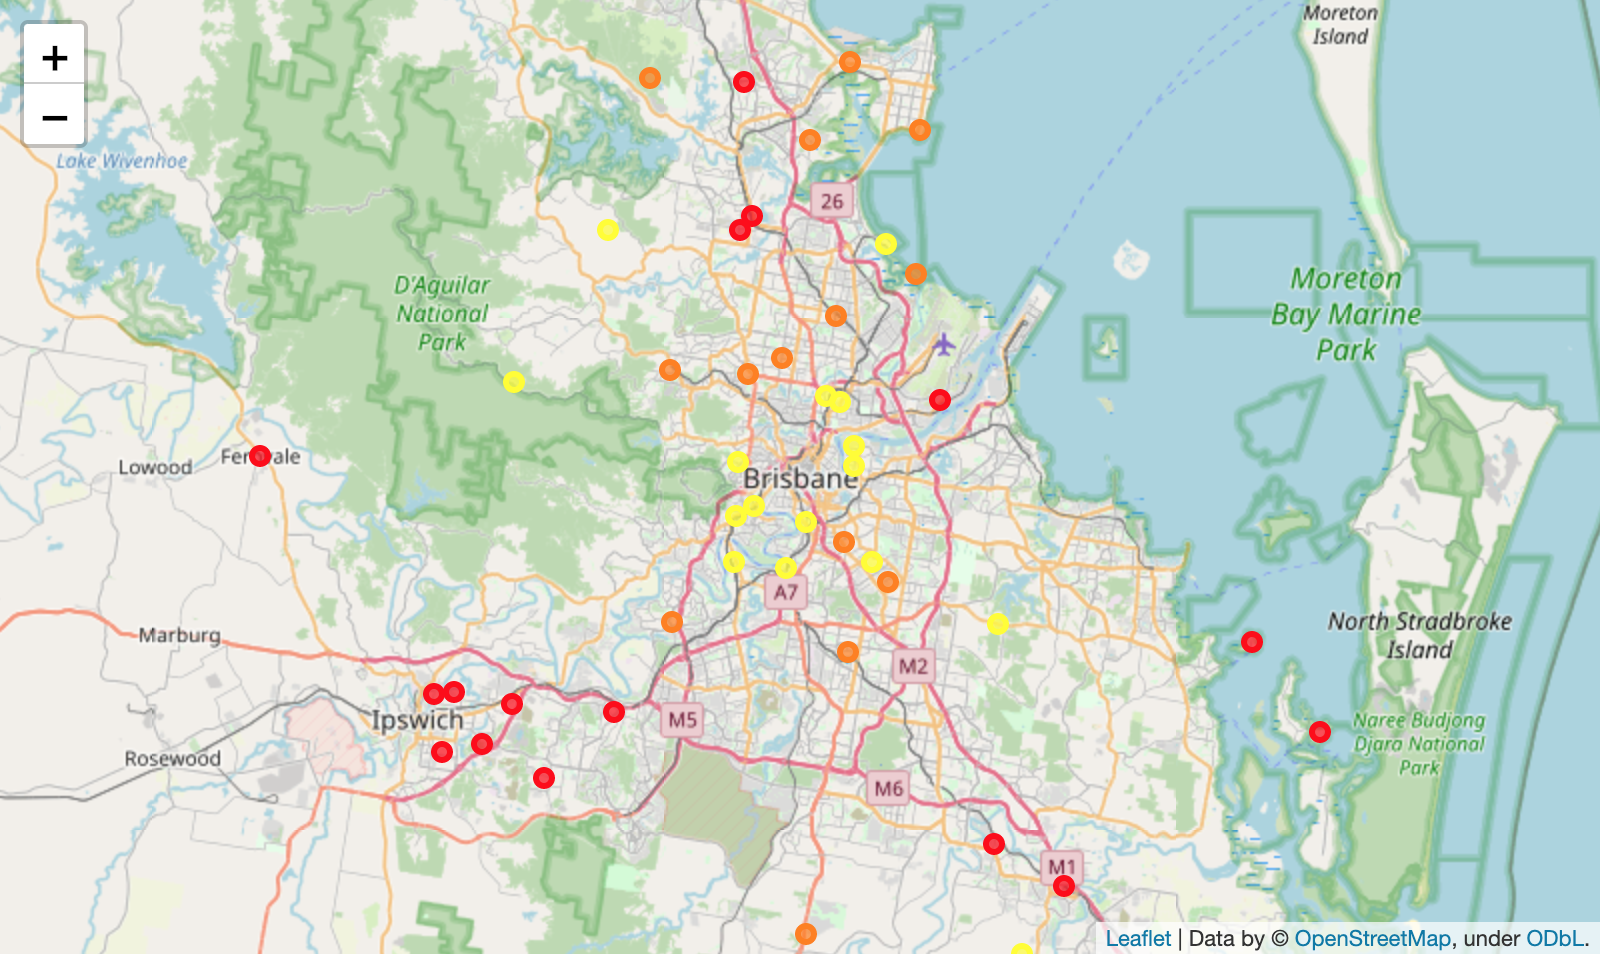 +
−
Moreton
Island
Lake Wivenhoe
26
D'Aguilar
National
Park
Moreton
Bay Marine
Park
Lowood
Brisbane
A7
Marburg
North Stradbroke
Island
M2
Ipswich
M5
Naree Budjong
Djara National
Park
Rosewood
M6
M1
Leaflet | Data by © OpenStreetMap, under ODbL.